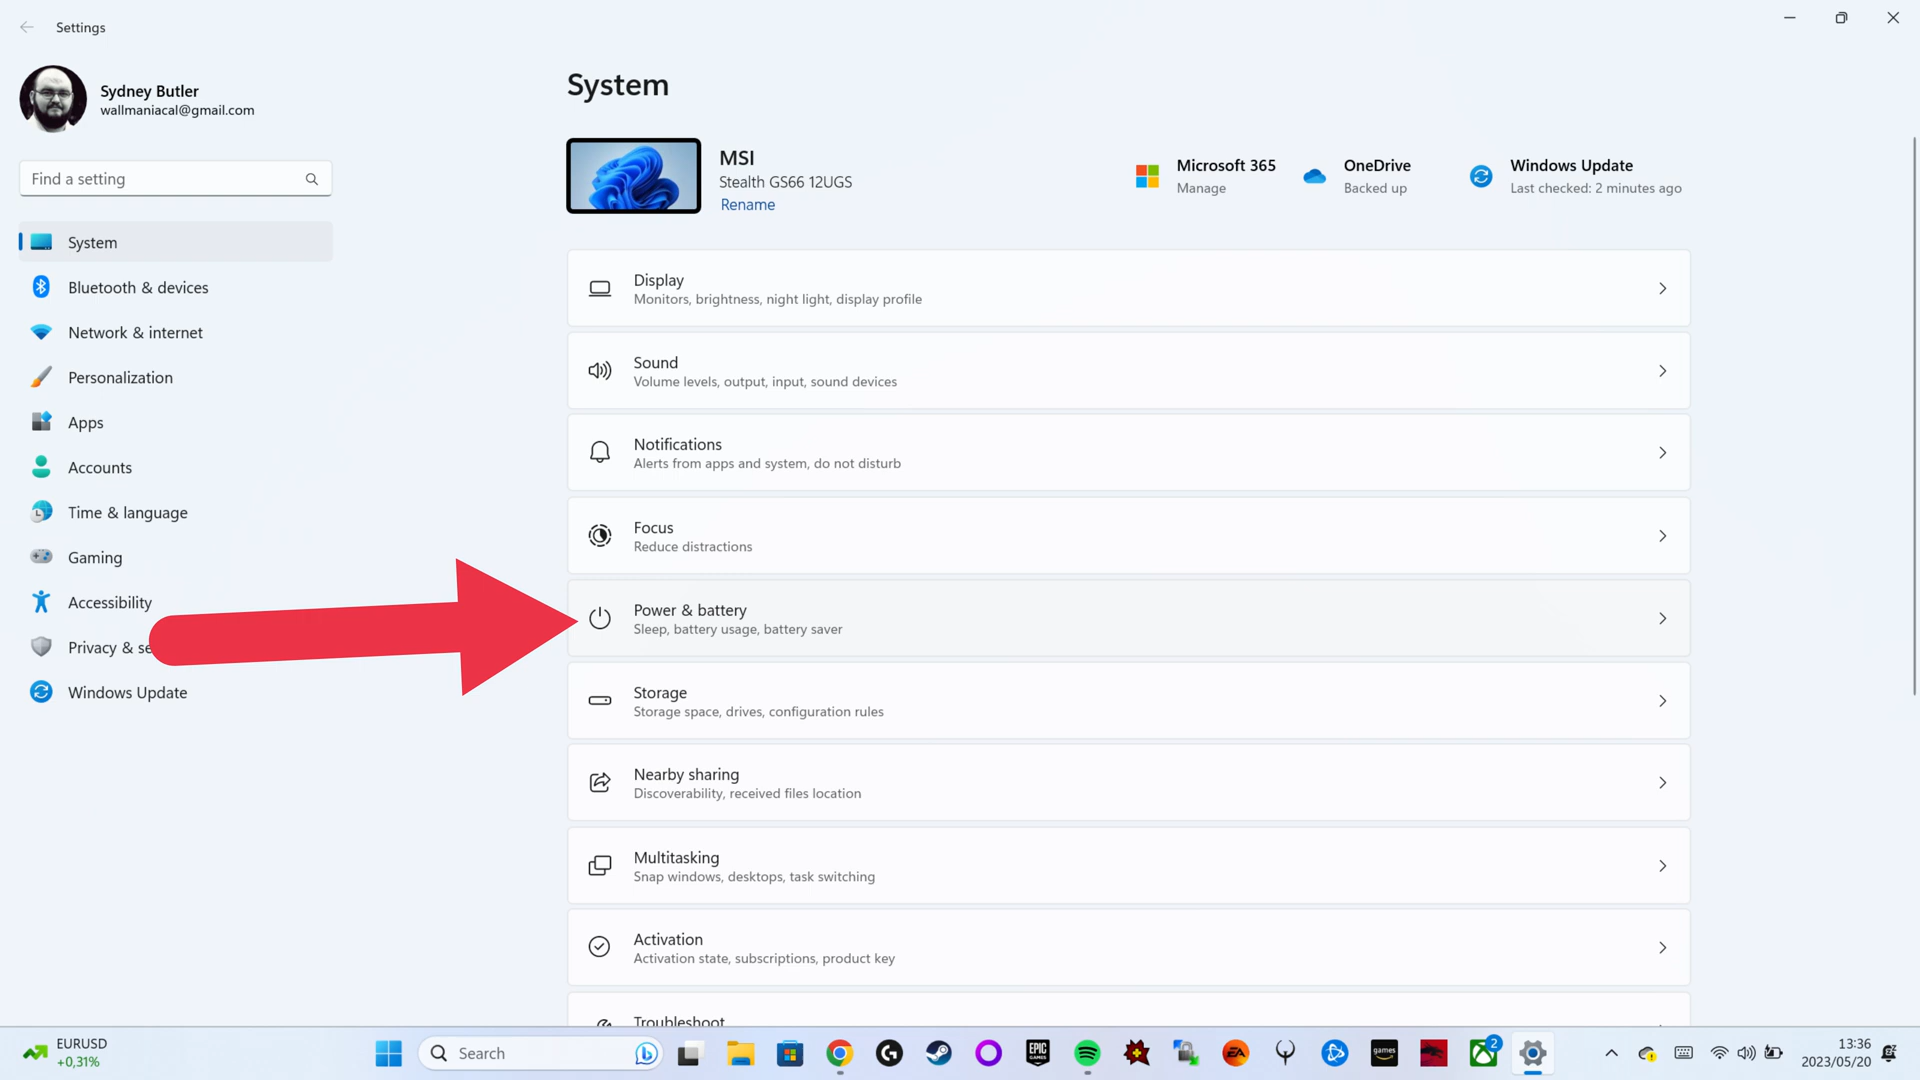 Settings
Sydney Butler
wallmaniacal@gmail.com
Find a setting
System
Bluetooth & devices
Network & internet
Personalization
Apps
Accounts
Time & language
Gaming
Accessibility
Privacy & se
Windows Update
System
MSI
Stealth GS66 12UGS
Rename
Microsoft 365
Manage
OneDrive
Backed up
Windows Update
Last checked: 2 minutes ago
Display
Monitors, brightness, night light, display profile
Sound
Volume levels, output, input, sound devices
Notifications
Alerts from apps and system, do not disturb
Focus
Reduce distractions
Power & battery
Sleep, battery usage, battery saver
Storage
Storage space, drives, configuration rules
Nearby sharing
Discoverability, received files location
Multitasking
Snap windows, desktops, task switching
Activation
Activation state, subscriptions, product key
Troubleshoot
EURUSD
+0,31%
Search
EPIC
GAMES
EA
games
2
13:36
2023/05/20